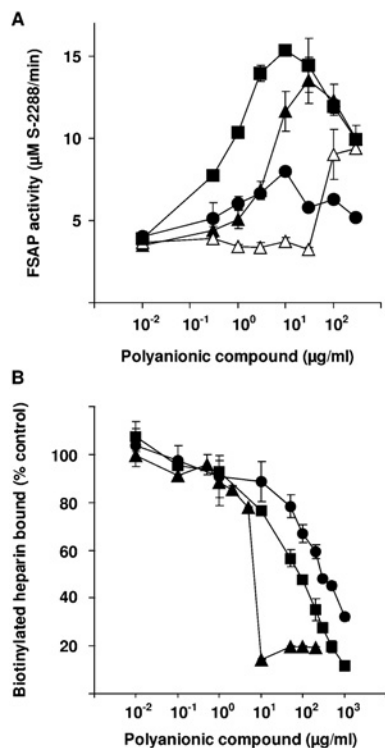 A
FSAP activity (µM S-2288/min)
15
10
5
10⁻² 10⁻¹ 10⁰ 10¹ 10²
Polyanionic compound (µg/ml)
B
Biotinylated heparin bound (% control)
100
80
60
40
20
10⁻² 10⁻¹ 10⁰ 10¹ 10² 10³
Polyanionic compound (µg/ml)